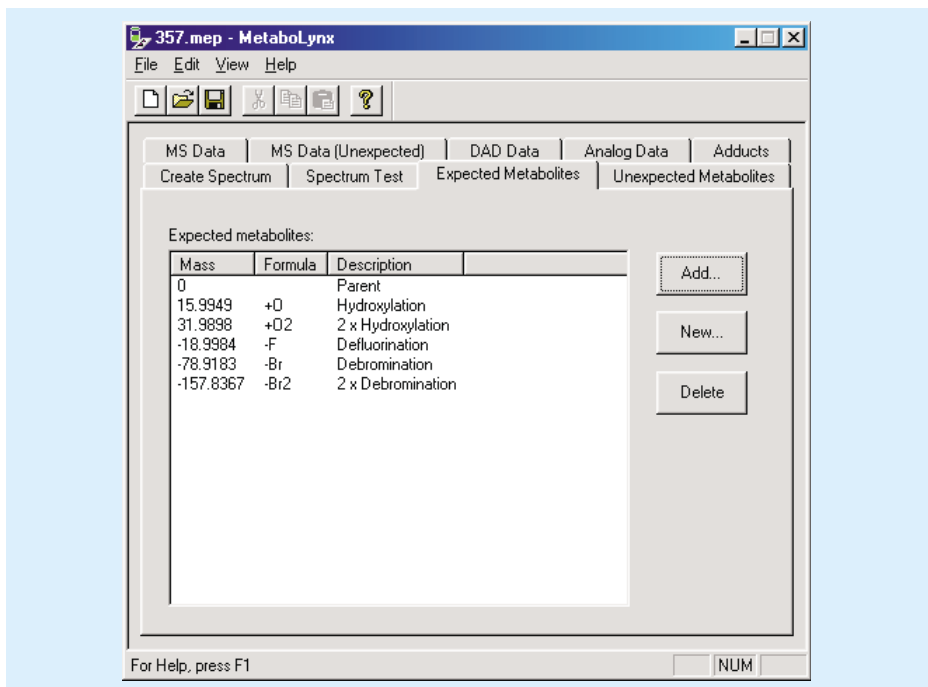 357.mep - MetaboLynx
File Edit View Help
MS Data MS Data (Unexpected) DAD Data Analog Data Adducts
Create Spectrum Spectrum Test Expected Metabolites Unexpected Metabolites
Expected metabolites:
Mass Formula Description
0 Parent
15.9949 +O Hydroxylation
31.9898 +O2 2 x Hydroxylation
-18.9984 -F Defluorination
-78.9183 -Br Debromination
-157.8367 -Br2 2 x Debromination
Add...
New...
Delete
For Help, press F1 NUM